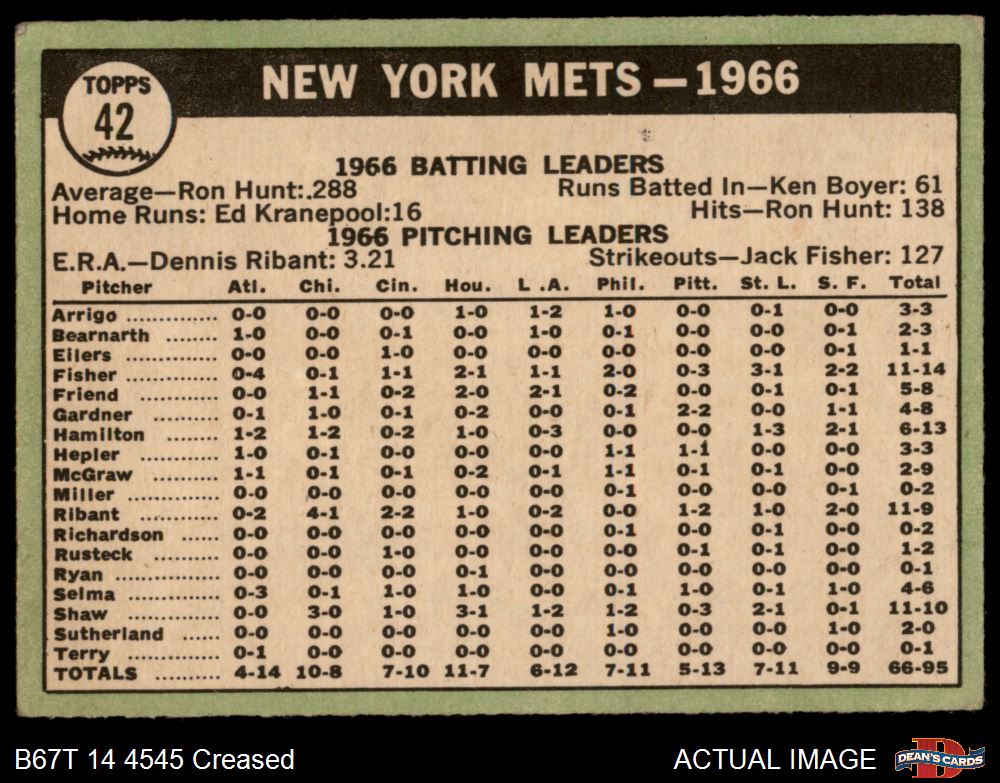 TOPPS
42
NEW YORK METS — 1966
1966 BATTING LEADERS
Average—Ron Hunt:.288 Runs Batted In—Ken Boyer: 61
Home Runs: Ed Kranepool:16 Hits—Ron Hunt: 138
1966 PITCHING LEADERS
E.R.A.—Dennis Ribant: 3.21 Strikeouts—Jack Fisher: 127
Pitcher Atl. Chi. Cin. Hou. L .A. Phil. Pitt. St. L. S. F. Total
Arrigo .............. 0-0 0-0 0-0 1-0 1-2 1-0 0-0 0-1 0-0 3-3
Bearnarth ........ 1-0 0-0 0-1 0-0 1-0 0-1 0-0 0-0 0-1 2-3
Eilers .............. 0-0 0-0 1-0 0-0 0-0 0-0 0-0 0-0 0-1 1-1
Fisher .............. 0-4 0-1 1-1 2-1 1-1 2-0 0-3 3-1 2-2 11-14
Friend ............ 0-0 1-1 0-2 2-0 2-1 0-2 0-0 0-1 0-1 5-8
Gardner .......... 0-1 1-0 0-1 0-2 0-0 0-1 2-2 0-0 1-1 4-8
Hamilton ........ 1-2 1-2 0-2 1-0 0-3 0-0 0-0 1-3 2-1 6-13
Hepler ............ 1-0 0-1 0-0 0-0 0-0 1-1 1-1 0-0 0-0 3-3
McGraw .......... 1-1 0-1 0-1 0-2 0-1 1-1 0-1 0-1 0-0 2-9
Miller .............. 0-0 0-0 0-0 0-0 0-0 0-1 0-0 0-0 0-1 0-2
Ribant ............ 0-2 4-1 2-2 1-0 0-2 0-0 1-2 1-0 2-0 11-9
Richardson ...... 0-0 0-0 0-0 0-0 0-0 0-1 0-0 0-1 0-0 0-2
Rusteck .......... 0-0 0-0 1-0 0-0 0-0 0-0 0-1 0-1 0-0 1-2
Ryan ................ 0-0 0-0 0-0 0-1 0-0 0-0 0-0 0-0 0-0 0-1
Selma .............. 0-3 0-1 1-0 1-0 0-0 0-1 1-0 0-1 1-0 4-6
Shaw .............. 0-0 3-0 1-0 3-1 1-2 1-2 0-3 2-1 0-1 11-10
Sutherland ...... 0-0 0-0 0-0 0-0 0-0 1-0 0-0 0-0 1-0 2-0
Terry .............. 0-1 0-0 0-0 0-0 0-0 0-0 0-0 0-0 0-0 0-1
TOTALS .......... 4-14 10-8 7-10 11-7 6-12 7-11 5-13 7-11 9-9 66-95
B67T 14 4545 Creased ACTUAL IMAGE
D
DEAN'S CARDS